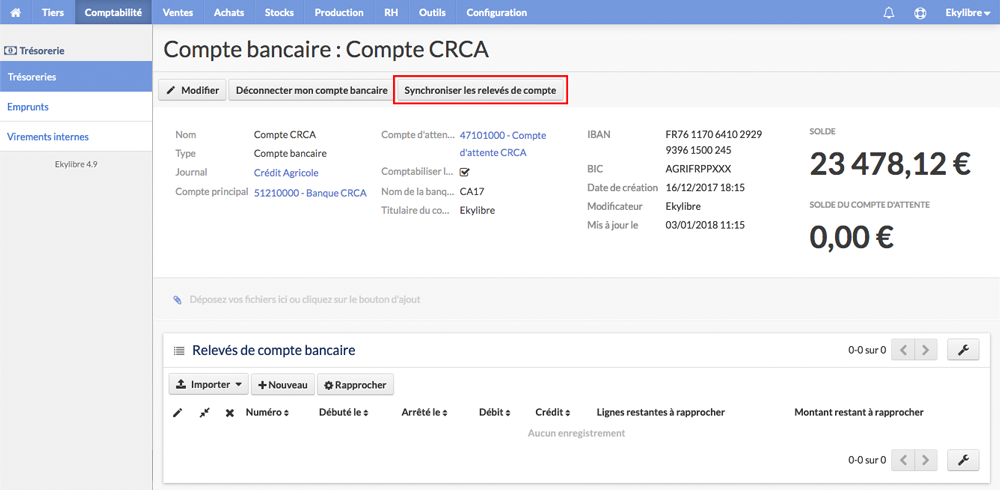 Tiers Comptabilité Ventes Achats Stocks Production RH Outils Configuration Ekylibre
Trésorerie
Trésoreries
Emprunts
Virements internes
Ekylibre 4.9
Compte bancaire : Compte CRCA
Modifier Déconnecter mon compte bancaire Synchroniser les relevés de compte
Nom Compte CRCA
Type Compte bancaire
Journal Crédit Agricole
Compte principal 51210000 - Banque CRCA
Compte d'atten... 47101000 - Compte
d'attente CRCA
Comptabiliser l...
Nom de la banq... CA17
Titulaire du co... Ekylibre
IBAN FR76 1170 6410 2929
9396 1500 245
BIC AGRIFRPPXXX
Date de création 16/12/2017 18:15
Modificateur Ekylibre
Mis à jour le 03/01/2018 11:15
SOLDE
23 478,12 €
SOLDE DU COMPTE D'ATTENTE
0,00 €
Déposez vos fichiers ici ou cliquez sur le bouton d'ajout
Relevés de compte bancaire 0-0 sur 0
Importer Nouveau Rapprocher
Numéro Débuté le Arrêté le Débit Crédit Lignes restantes à rapprocher Montant restant à rapprocher
Aucun enregistrement
0-0 sur 0